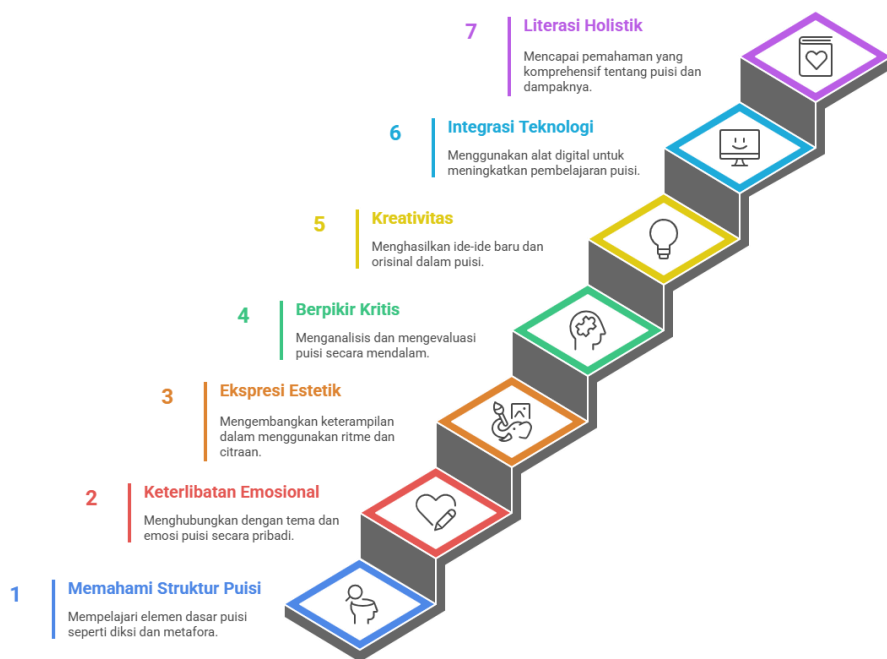 7
Literasi Holistik
Mencapai pemahaman yang
komprehensif tentang puisi dan
dampaknya.
6
Integrasi Teknologi
Menggunakan alat digital untuk
meningkatkan pembelajaran puisi.
5
Kreativitas
Menghasilkan ide-ide baru dan
orisinal dalam puisi.
4
Berpikir Kritis
Menganalisis dan mengevaluasi
puisi secara mendalam.
3
Ekspresi Estetik
Mengembangkan keterampilan
dalam menggunakan ritme dan
citraan.
2
Keterlibatan Emosional
Menghubungkan dengan tema dan
emosi puisi secara pribadi.
1
Memahami Struktur Puisi
Mempelajari elemen dasar puisi
seperti diksi dan metafora.